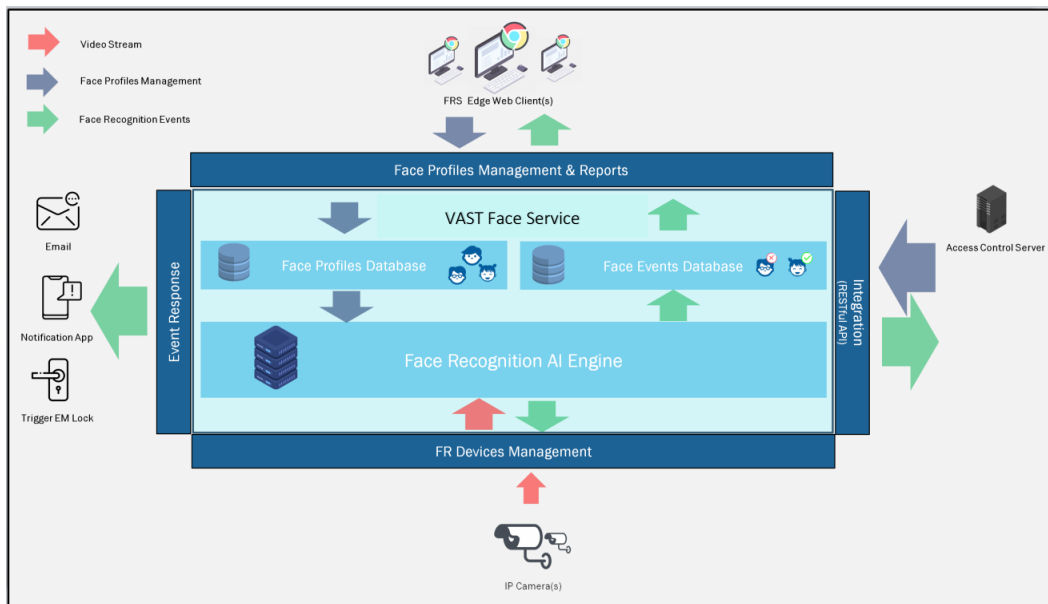 Video Stream
Face Profiles Management
Face Recognition Events
FRS Edge Web Client(s)
Face Profiles Management & Reports
VAST Face Service
Face Profiles Database
Face Events Database
Face Recognition AI Engine
FR Devices Management
IP Camera(s)
Event Response
Email
Notification App
Trigger EM Lock
Integration
(RESTful API)
Access Control Server